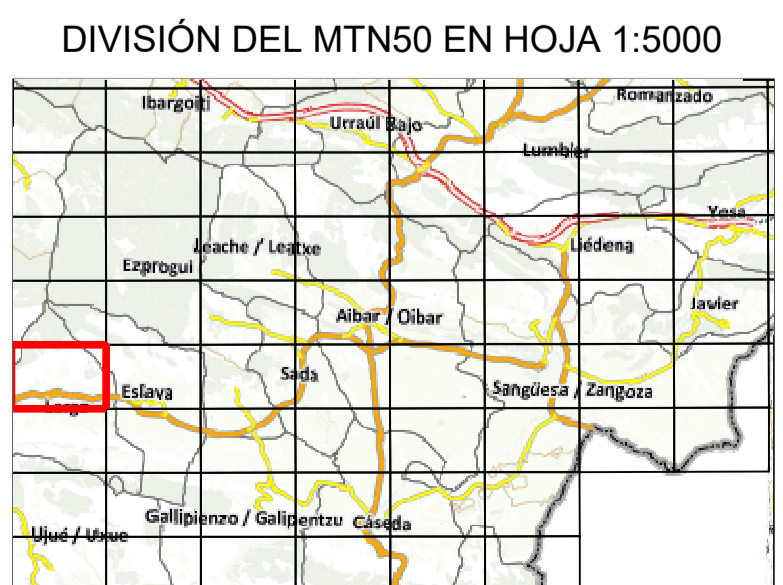 DIVISIÓN DEL MTN50 EN HOJA 1:5000
Romanzado
Ibargoiti
Urraúl Bajo
Lumbier
Yesa
Leache / Leatxe
Liédena
Ezprogui
Javier
Aibar / Oibar
Sada
Eslava
Sangüesa / Zangoza
Gallipienzo / Galipentzu
Cáseda
Ujué / Uxue